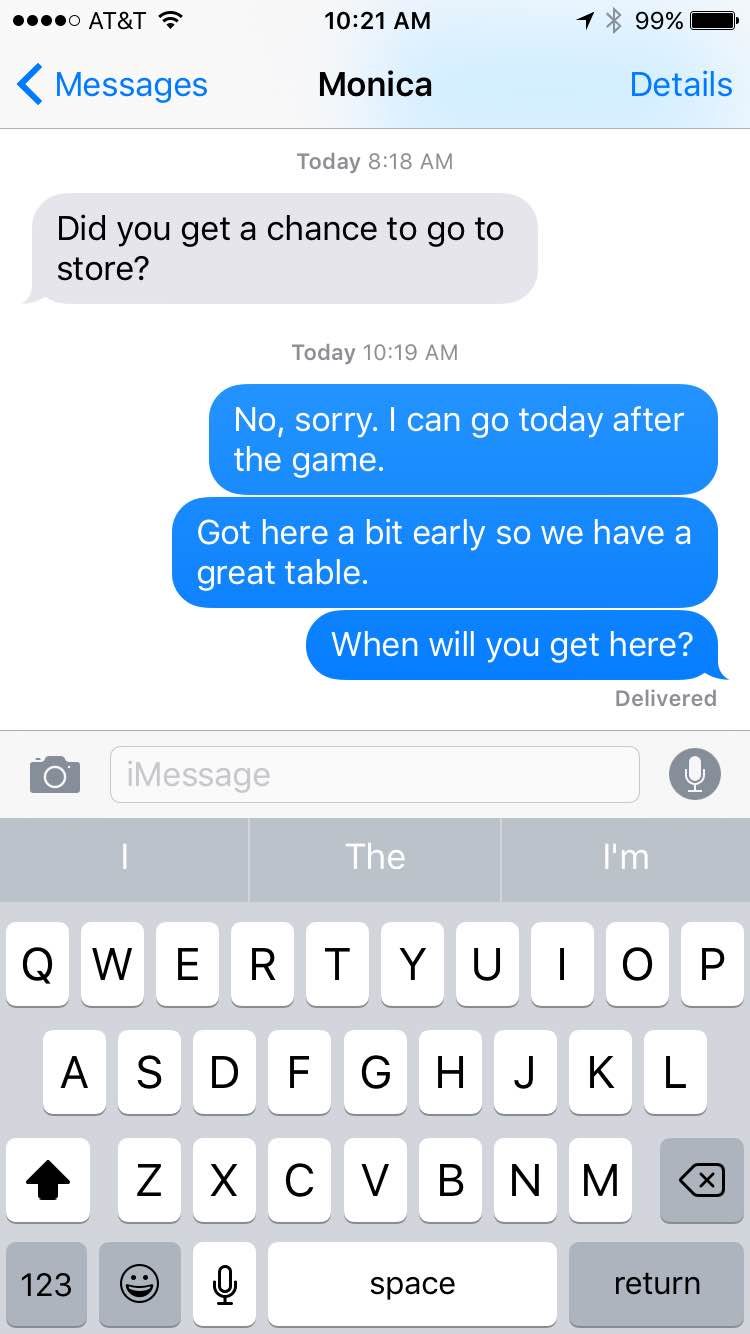 AT&T 10:21 AM 99%
Messages Monica Details
Today 8:18 AM
Did you get a chance to go to
store?
Today 10:19 AM
No, sorry. I can go today after
the game.
Got here a bit early so we have a
great table.
When will you get here?
Delivered
iMessage
I The I'm
Q W E R T Y U I O P
A S D F G H J K L
Z X C V B N M
123 space return